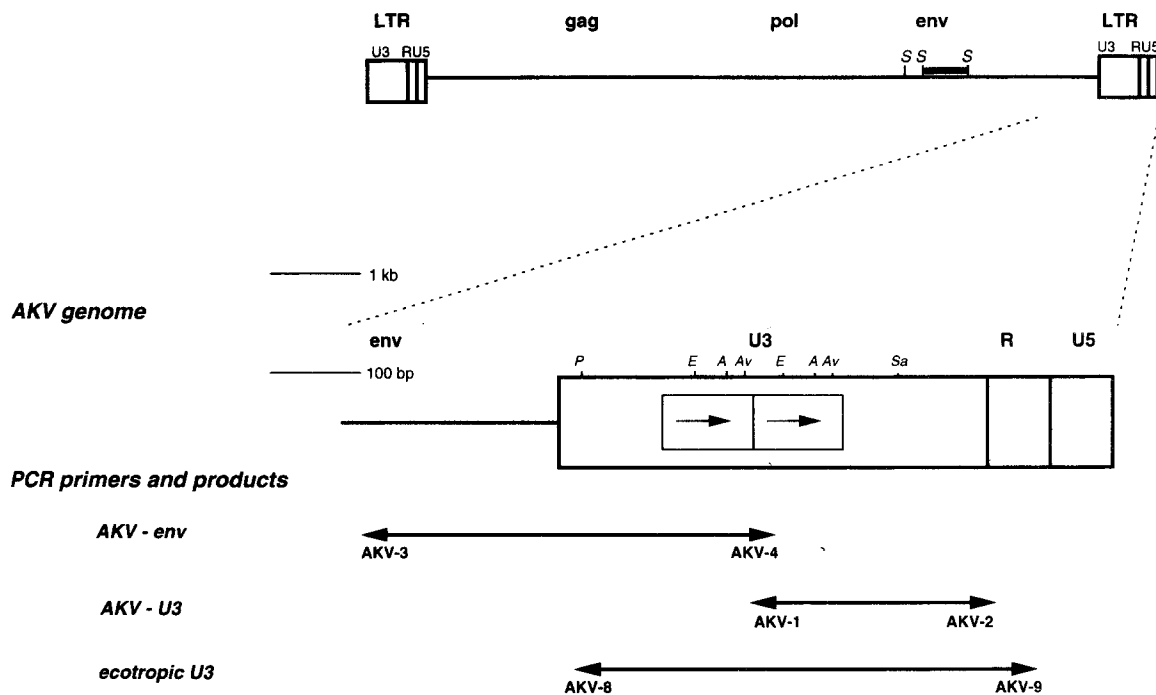 LTR gag pol env LTR
U3 RU5 S S S U3 RU5
1 kb
AKV genome
env U3 R U5
P E A Av E A Av Sa
100 bp
PCR primers and products
AKV - env
AKV-3 AKV-4
AKV - U3
AKV-1 AKV-2
ecotropic U3
AKV-8 AKV-9